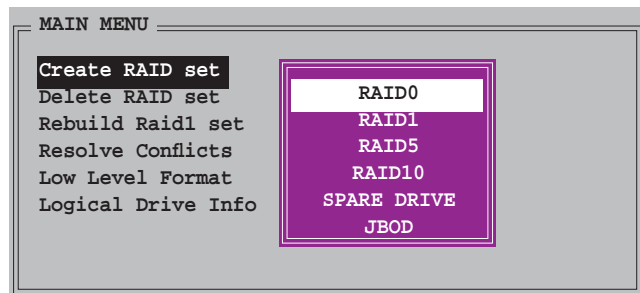 MAIN MENU
Create RAID set
Delete RAID set
Rebuild Raid1 set
Resolve Conflicts
Low Level Format
Logical Drive Info
RAID0
RAID1
RAID5
RAID10
SPARE DRIVE
JBOD